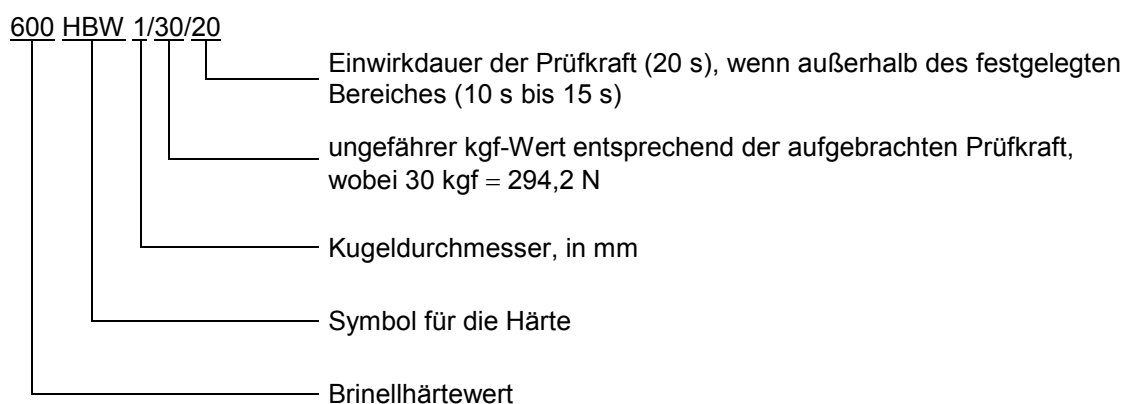 600 HBW 1/30/20
Einwirkdauer der Prüfkraft (20 s), wenn außerhalb des festgelegten
Bereiches (10 s bis 15 s)
ungefährer kgf-Wert entsprechend der aufgebrachten Prüfkraft,
wobei 30 kgf = 294,2 N
Kugeldurchmesser, in mm
Symbol für die Härte
Brinellhärtewert